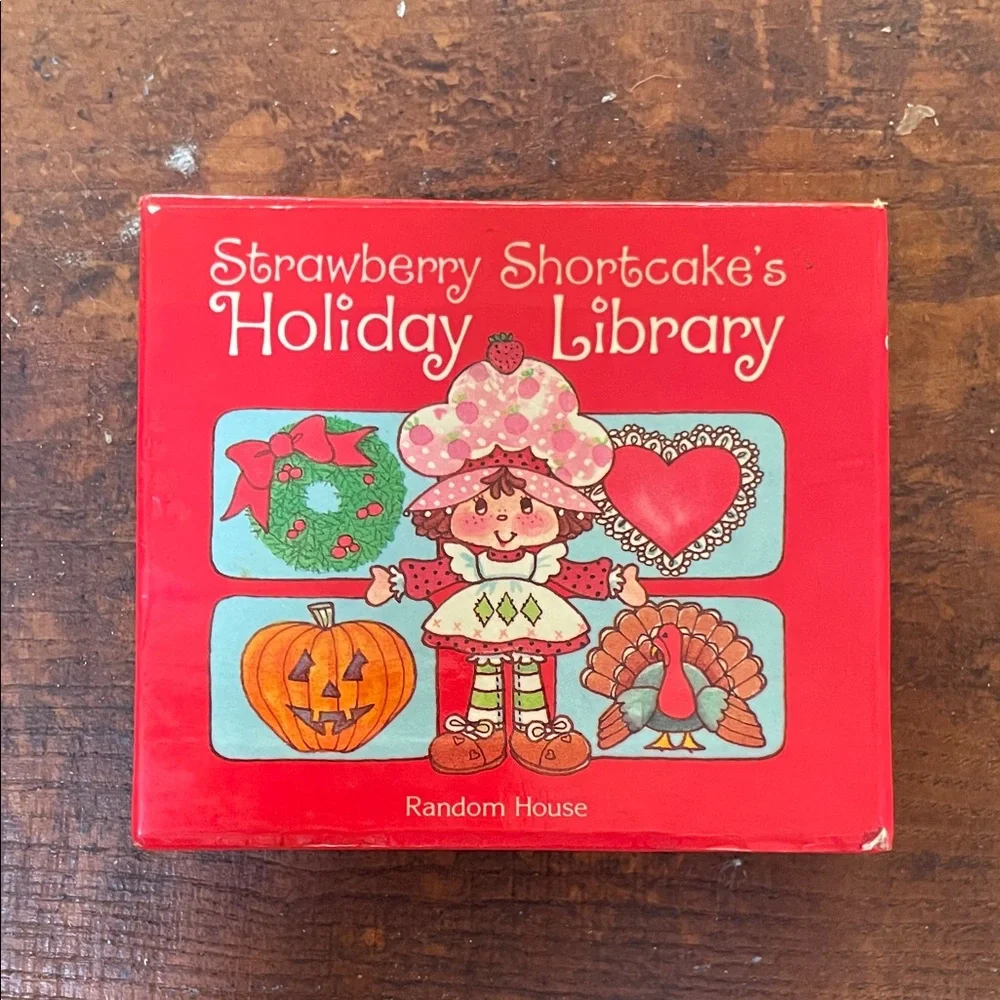 Strawberry Shortcake's
Holiday Library
Random House